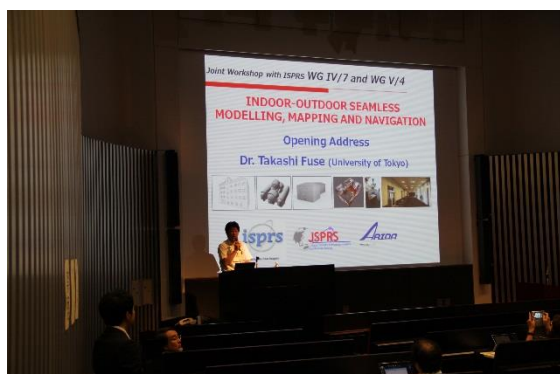 Joint Workshop with ISPRS WG IV/7 and WG V/4
INDOOR-OUTDOOR SEAMLESS
MODELLING, MAPPING AND NAVIGATION
Opening Address
Dr. Takashi Fuse (University of Tokyo)
isprs
JSPRS
ARIDA